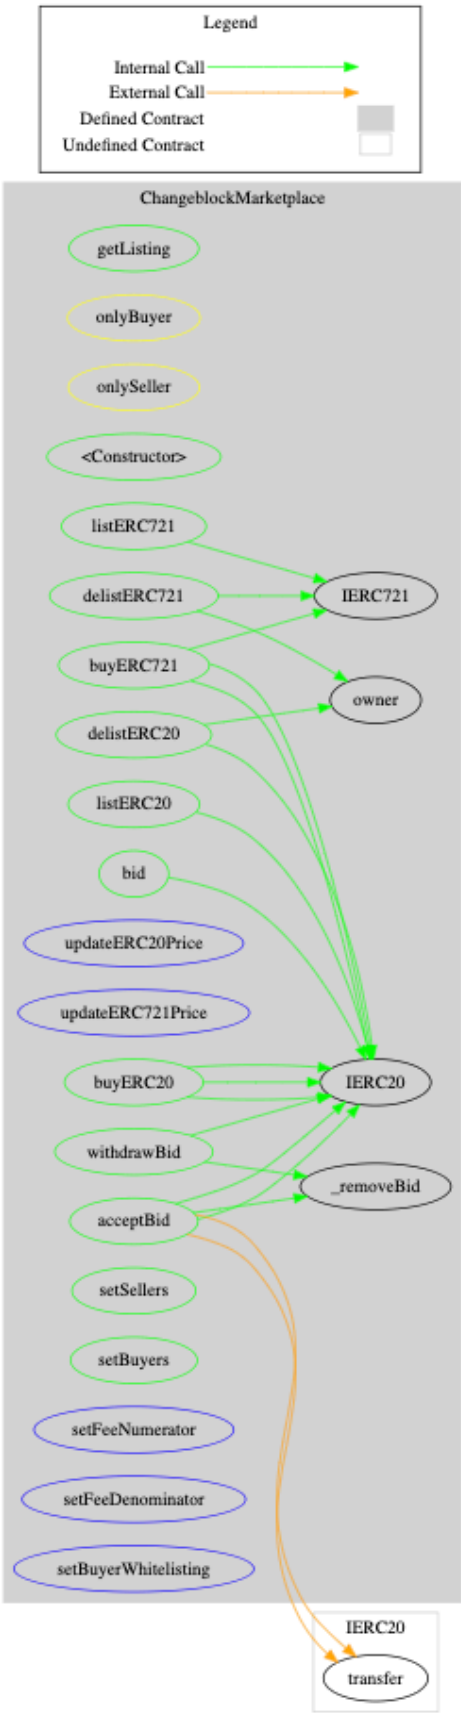 Legend
Internal Call
External Call
Defined Contract
Undefined Contract
ChangeblockMarketplace
getListing
onlyBuyer
onlySeller
<Constructor>
listERC721
delistERC721
IERC721
buyERC721
owner
delistERC20
listERC20
bid
updateERC20Price
updateERC721Price
buyERC20
IERC20
withdrawBid
_removeBid
acceptBid
setSellers
setBuyers
setFeeNumerator
setFeeDenominator
setBuyerWhitelisting
IERC20
transfer